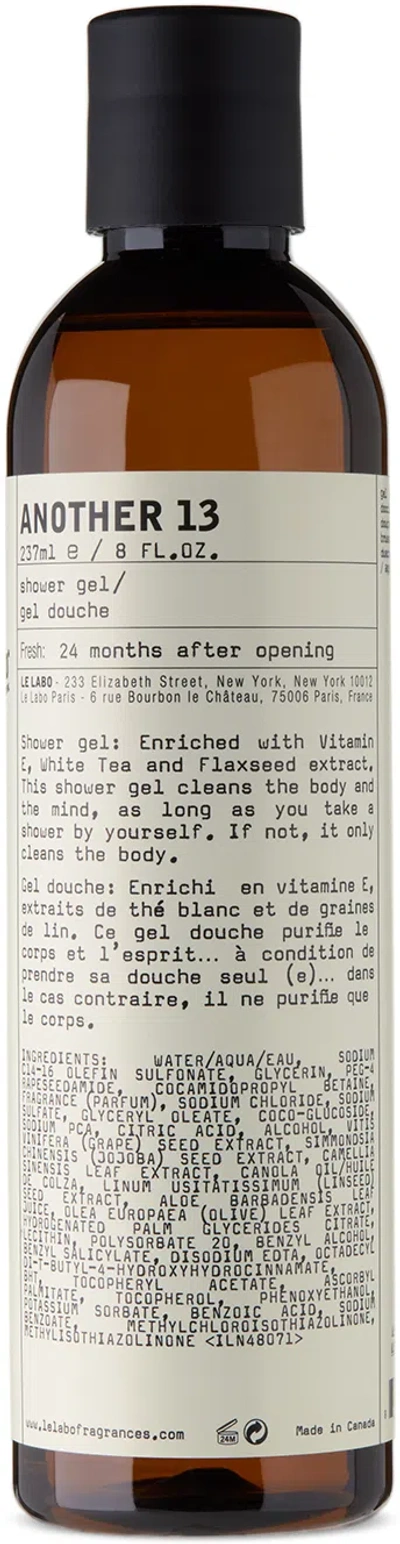 ANOTHER 13
237ml e / 8 FL.OZ.
shower gel/
gel douche
Fresh: 24 months after opening
LE LABO - 233 Elizabeth Street, New York, New York 10012
Le Labo Paris - 6 rue Bourbon le Château, 75006 Paris, France
Shower gel: Enriched with Vitamin
E, White Tea and Flaxseed extract.
This shower gel cleans the body and
the mind, as long as you take a
shower by yourself. If not, it only
cleans the body.
Gel douche: Enrichi en vitamine E,
extraits de thé blanc et de graines
de lin. Ce gel douche purifie le
corps et l'esprit... à condition de
prendre sa douche seul (e)... dans
le cas contraire, il ne purifie que
le corps.
INGREDIENTS: WATER/AQUA/EAU, SODIUM
C14-16 OLEFIN SULFONATE, GLYCERIN, PEG-4
RAPESEEDAMIDE, COCAMIDOPROPYL BETAINE,
FRAGRANCE (PARFUM), SODIUM CHLORIDE, SODIUM
SULFATE, GLYCERYL OLEATE, COCO-GLUCOSIDE,
SODIUM PCA, CITRIC ACID, ALCOHOL, VITIS
VINIFERA (GRAPE) SEED EXTRACT, SIMMONDSIA
CHINENSIS (JOJOBA) SEED EXTRACT, CAMELLIA
SINENSIS LEAF EXTRACT, CANOLA OIL/HUILE
DE COLZA, LINUM USITATISSIMUM (LINSEED)
SEED EXTRACT, ALOE BARBADENSIS LEAF
JUICE, OLEA EUROPAEA (OLIVE) LEAF EXTRACT,
HYDROGENATED PALM GLYCERIDES CITRATE,
LECITHIN, POLYSORBATE 20, BENZYL ALCOHOL,
BENZYL SALICYLATE, DISODIUM EDTA, OCTADECYL
DI-T-BUTYL-4-HYDROXYHYDROCINNAMATE,
BHT, TOCOPHERYL ACETATE, ASCORBYL
PALMITATE, TOCOPHEROL, PHENOXYETHANOL,
POTASSIUM SORBATE, BENZOIC ACID, SODIUM
BENZOATE, METHYLCHLOROISOTHIAZOLINONE,
METHYLISOTHIAZOLINONE <ILN48071>
www.lelabofragrances.com 24M Made in Canada